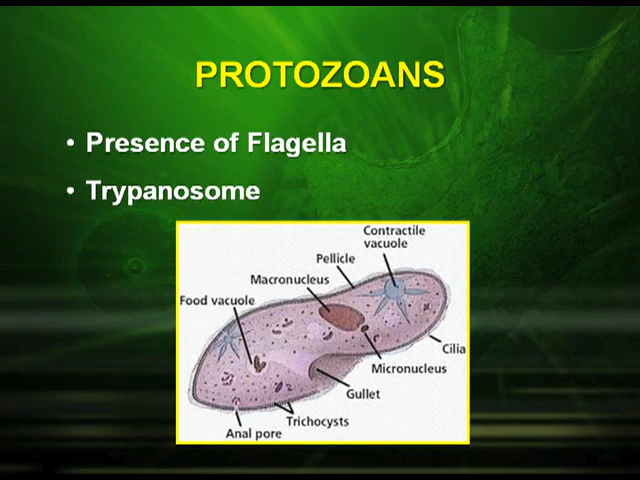 PROTOZOANS
• Presence of Flagella
• Trypanosome
Contractile
vacuole
Pellicle
Macronucleus
Food vacuole
Cilia
Micronucleus
Gullet
Trichocysts
Anal pore